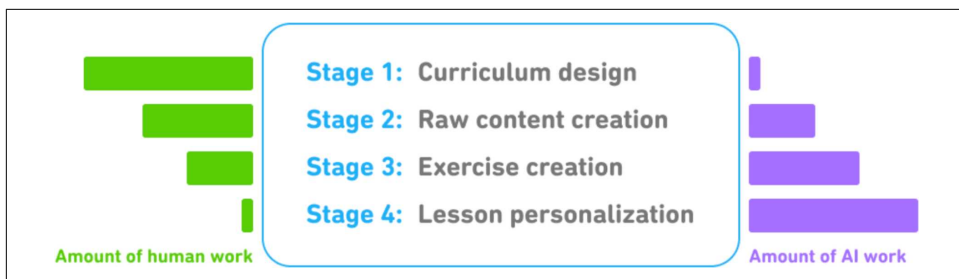 Stage 1: Curriculum design
Stage 2: Raw content creation
Stage 3: Exercise creation
Stage 4: Lesson personalization
Amount of human work
Amount of AI work